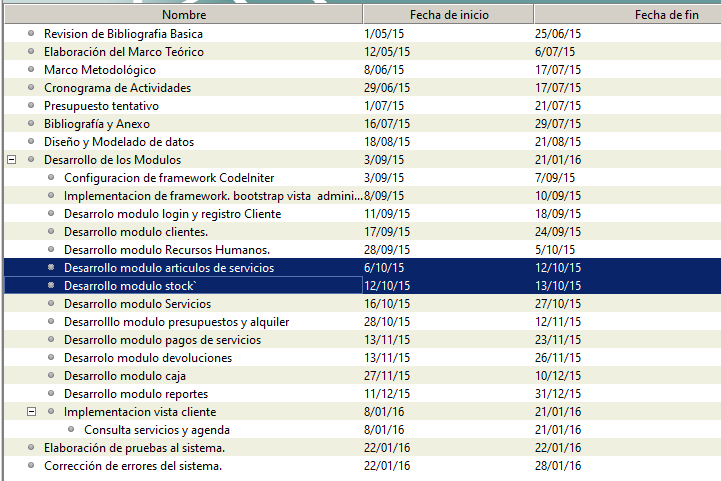 Nombre Fecha de inicio Fecha de fin
Revision de Bibliografia Basica 1/05/15 25/06/15
Elaboración del Marco Teórico 12/05/15 6/07/15
Marco Metodológico 8/06/15 17/07/15
Cronograma de Actividades 29/06/15 17/07/15
Presupuesto tentativo 1/07/15 21/07/15
Bibliografía y Anexo 16/07/15 29/07/15
Diseño y Modelado de datos 18/08/15 21/08/15
Desarrollo de los Modulos 3/09/15 21/01/16
Configuracion de framework CodeIniter 3/09/15 7/09/15
Implementacion de framework. bootstrap vista admini... 8/09/15 10/09/15
Desarrolo modulo login y registro Cliente 11/09/15 18/09/15
Desarrollo modulo clientes. 17/09/15 24/09/15
Desarrollo modulo Recursos Humanos. 28/09/15 5/10/15
Desarrollo modulo articulos de servicios 6/10/15 12/10/15
Desarrollo modulo stock` 12/10/15 13/10/15
Desarrollo modulo Servicios 16/10/15 27/10/15
Desarrolllo modulo presupuestos y alquiler 28/10/15 12/11/15
Desarrollo modulo pagos de servicios 13/11/15 23/11/15
Desarrolo modulo devoluciones 13/11/15 26/11/15
Desarrollo modulo caja 27/11/15 10/12/15
Desarrollo modulo reportes 11/12/15 31/12/15
Implementacion vista cliente 8/01/16 21/01/16
Consulta servicios y agenda 8/01/16 21/01/16
Elaboración de pruebas al sistema. 22/01/16 22/01/16
Corrección de errores del sistema. 22/01/16 28/01/16